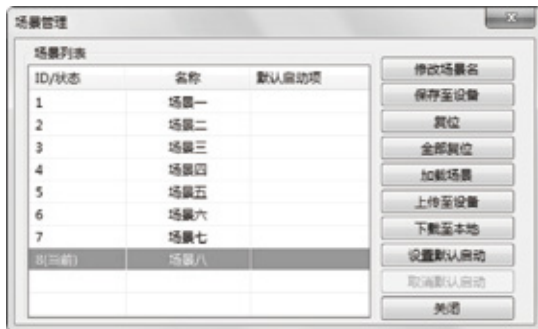 场景管理
场景列表
ID/状态 名称 默认启动项
1 场景一
2 场景二
3 场景三
4 场景四
5 场景五
6 场景六
7 场景七
8(当前) 场景八
修改场景名
保存至设备
复位
全部复位
加载场景
上传至设备
下载至本地
设置默认启动
取消默认启动
关闭